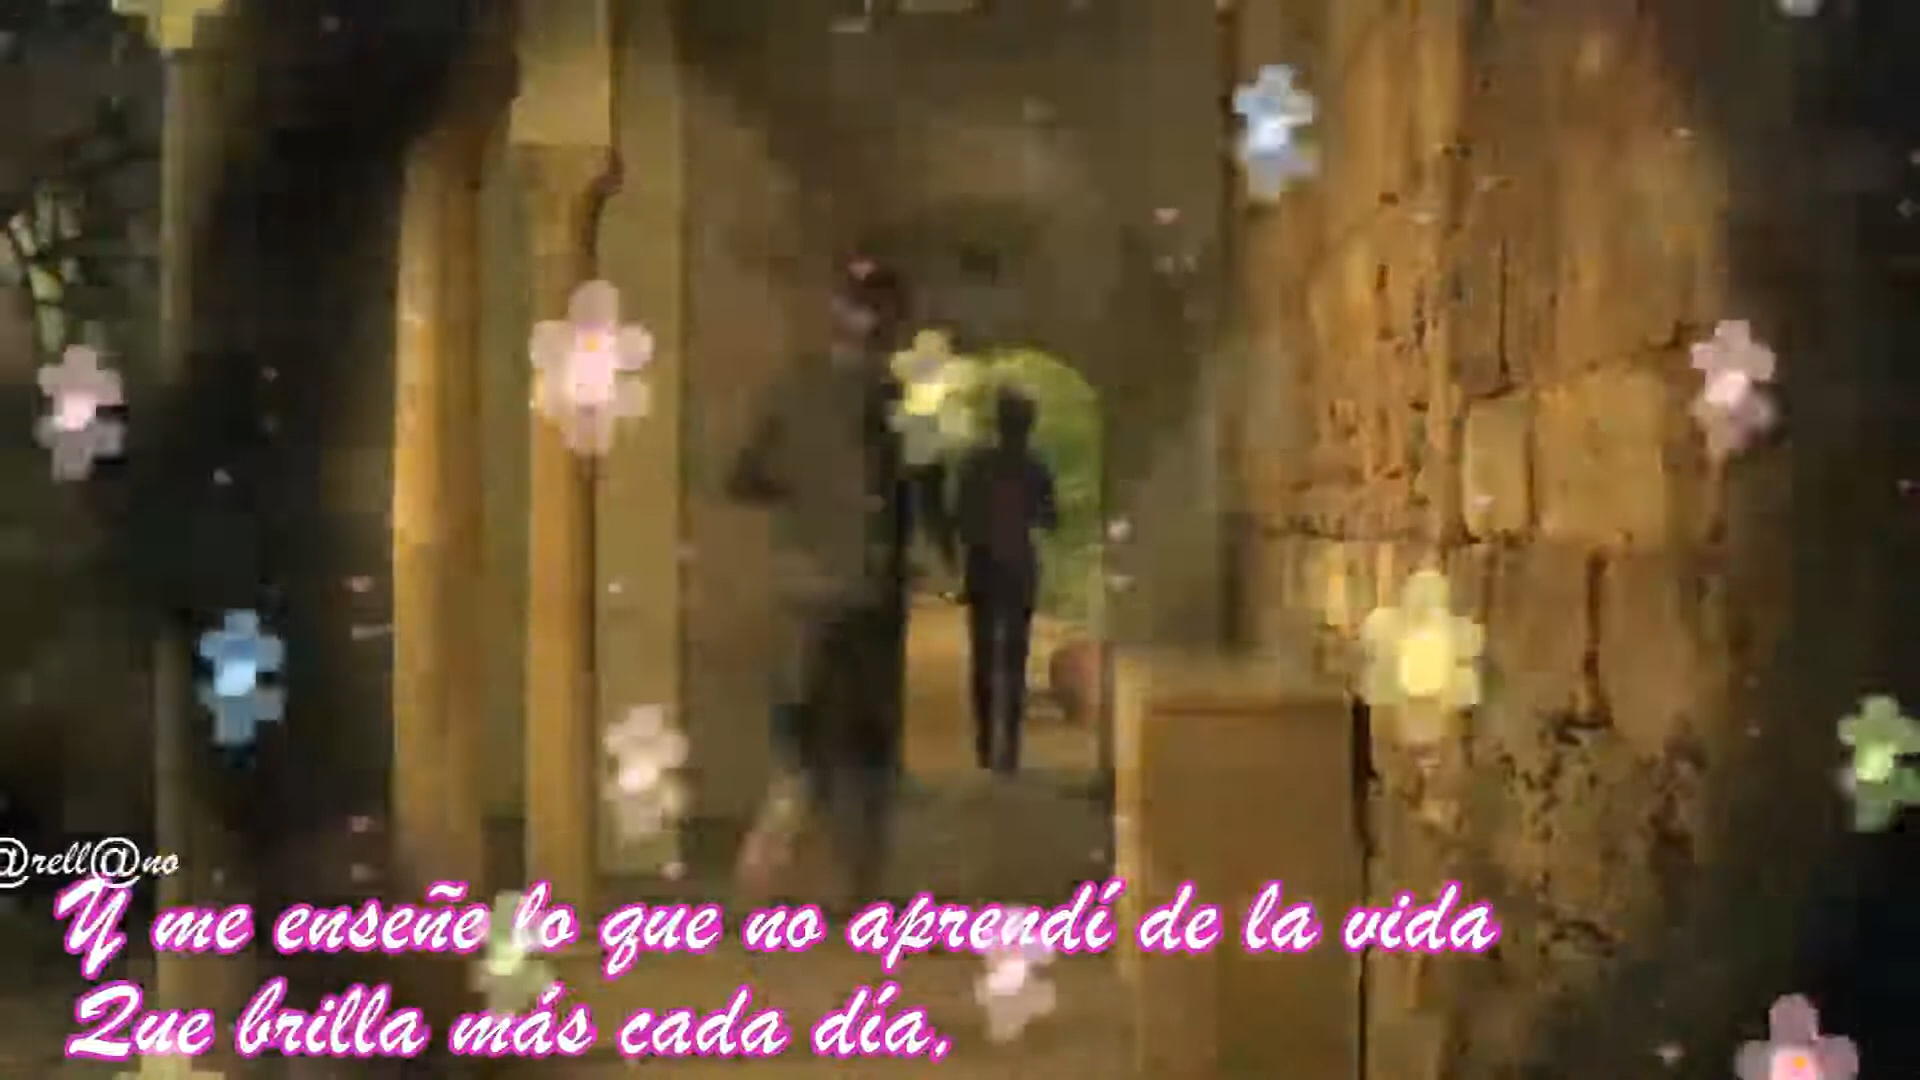 @rell@no
Y me enseñe lo que no aprendí de la vida
Que brilla más cada día,